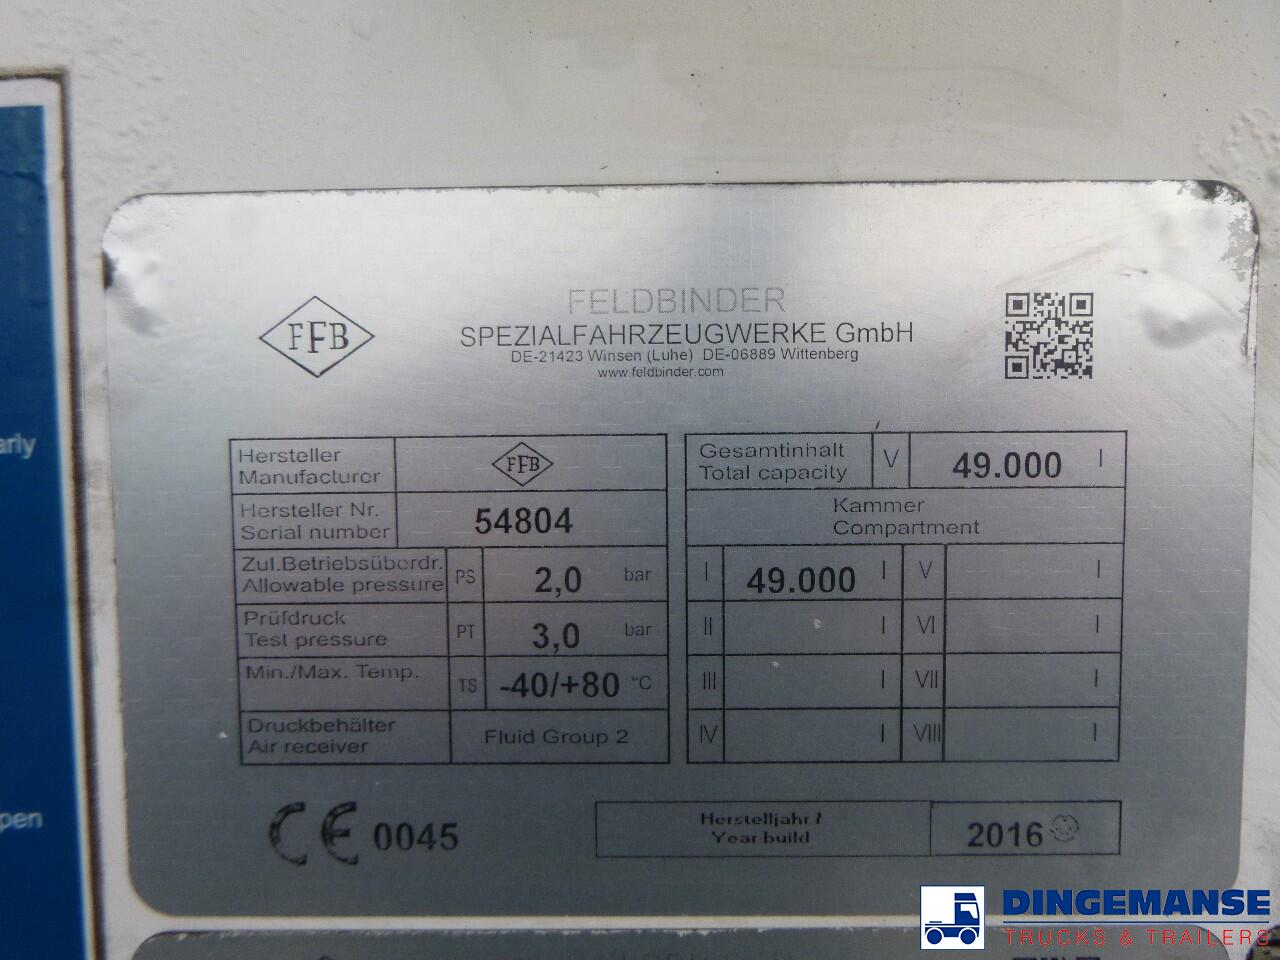 arly
pen
FELDBINDER
FFB
SPEZIALFAHRZEUGWERKE GmbH
DE-21423 Winsen (Luhe) DE-06889 Wittenberg
www.feldbinder.com
Hersteller
Manufacturer
FFB
Hersteller Nr.
Serial number
54804
Zul.Betriebsüberdr.
Allowable pressure
PS
2,0 bar
Prüfdruck
Test pressure
PT
3,0 bar
Min./Max. Temp.
TS
-40/+80 °C
Druckbehälter
Air receiver
Fluid Group 2
Gesamtinhalt
Total capacity
V
49.000 l
Kammer
Compartment
I 49.000 l V l
II l VI l
III l VII l
IV l VIII l
CE 0045
Herstelljahr /
Year build
2016
DINGEMANSE
TRUCKS & TRAILERS